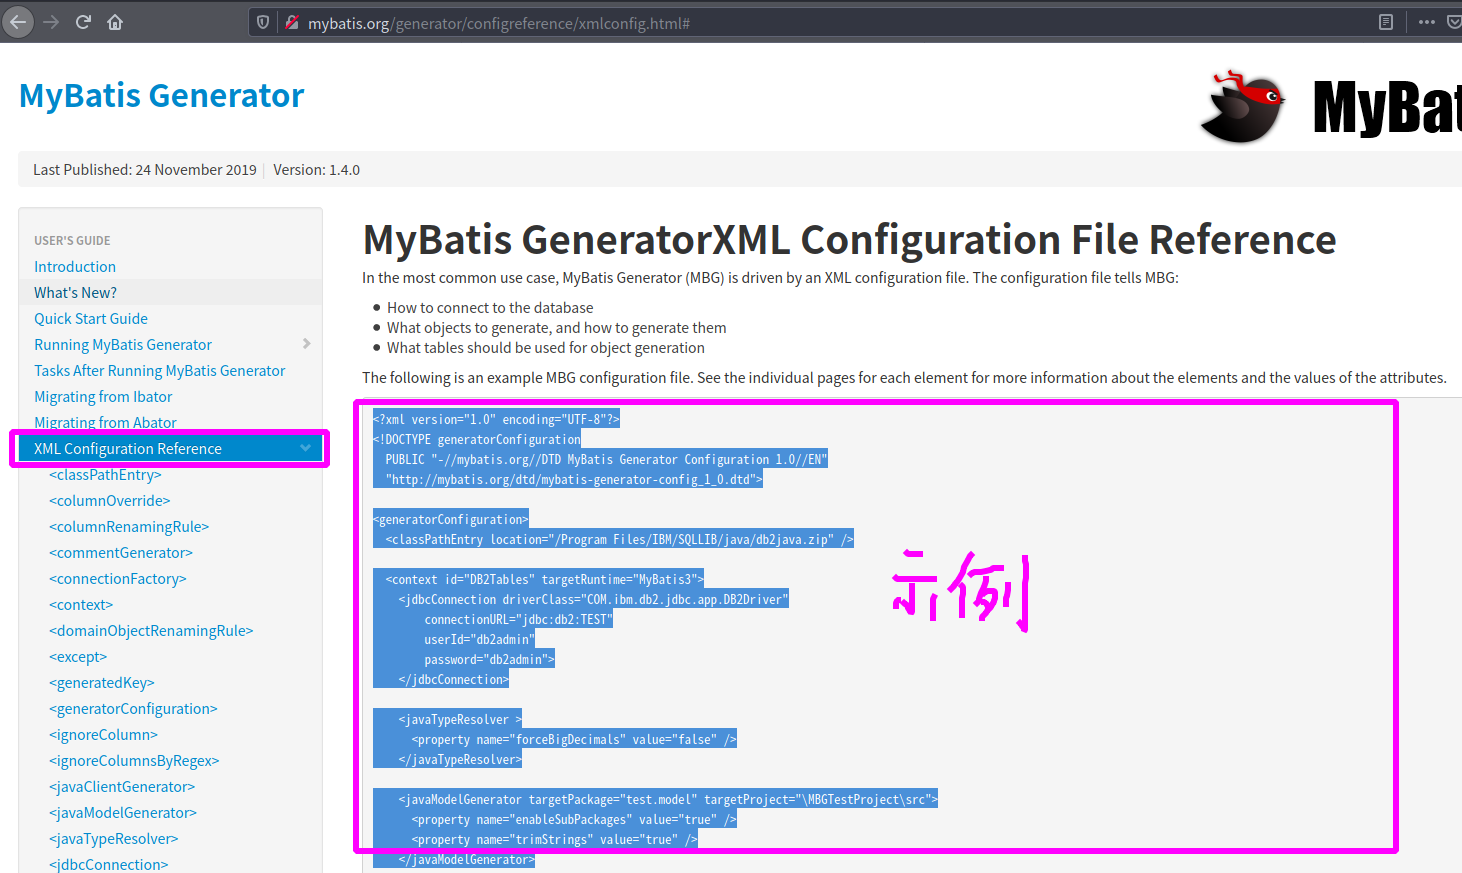 mybatis.org/generator/configreference/xmlconfig.html#
MyBatis Generator
MyBat
Last Published: 24 November 2019
Version: 1.4.0
USER'S GUIDE
Introduction
What's New?
Quick Start Guide
Running MyBatis Generator
Tasks After Running MyBatis Generator
Migrating from Ibator
Migrating from Abator
XML Configuration Reference
<classPathEntry>
<columnOverride>
<columnRenamingRule>
<commentGenerator>
<connectionFactory>
<context>
<domainObjectRenamingRule>
<except>
<generatedKey>
<generatorConfiguration>
<ignoreColumn>
<ignoreColumnsByRegex>
<javaClientGenerator>
<javaModelGenerator>
<javaTypeResolver>
<jdbcConnection>
MyBatis GeneratorXML Configuration File Reference
In the most common use case, MyBatis Generator (MBG) is driven by an XML configuration file. The configuration file tells MBG:
How to connect to the database
What objects to generate, and how to generate them
What tables should be used for object generation
The following is an example MBG configuration file. See the individual pages for each element for more information about the elements and the values of the attributes.
<?xml version="1.0" encoding="UTF-8"?>
<!DOCTYPE generatorConfiguration
PUBLIC "-//mybatis.org//DTD MyBatis Generator Configuration 1.0//EN"
"http://mybatis.org/dtd/mybatis-generator-config_1_0.dtd">
<generatorConfiguration>
<classPathEntry location="/Program Files/IBM/SQLLIB/java/db2java.zip" />
<context id="DB2Tables" targetRuntime="MyBatis3">
<jdbcConnection driverClass="COM.ibm.db2.jdbc.app.DB2Driver"
connectionURL="jdbc:db2:TEST"
userId="db2admin"
password="db2admin">
</jdbcConnection>
<javaTypeResolver >
<property name="forceBigDecimals" value="false" />
</javaTypeResolver>
<javaModelGenerator targetPackage="test.model" targetProject="\MBGTestProject\src">
<property name="enableSubPackages" value="true" />
<property name="trimStrings" value="true" />
</javaModelGenerator>
示例